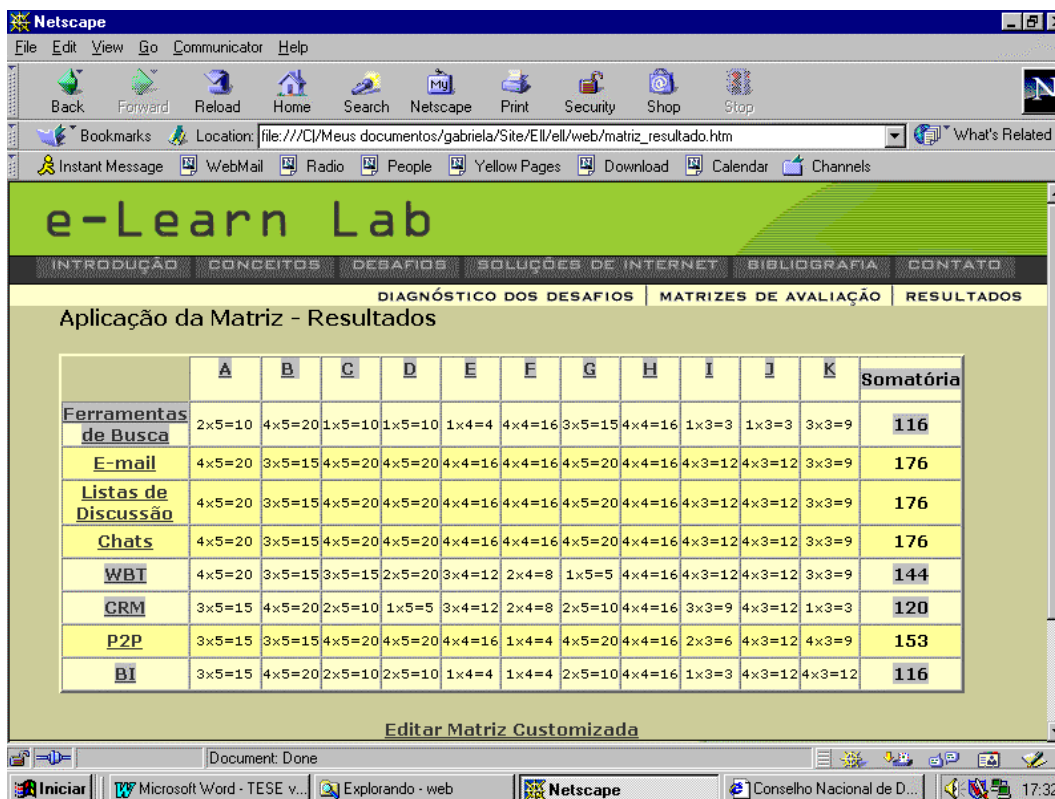 Netscape
File Edit View Go Communicator Help
My
Back Forward Reload Home Search Netscape Print Security Shop Stop
N
Bookmarks Location: file:///C|/Meus documentos/gabriela/Site/Ell/ell/web/matriz_resultado.htm What's Related
Instant Message WebMail Radio People Yellow Pages Download Calendar Channels
e-Learn Lab
INTRODUÇÃO CONCEITOS DESAFIOS SOLUÇÕES DE INTERNET BIBLIOGRAFIA CONTATO
DIAGNÓSTICO DOS DESAFIOS | MATRIZES DE AVALIAÇÃO | RESULTADOS
Aplicação da Matriz - Resultados
A B C D E F G H I J K Somatória
Ferramentas
de Busca 2x5=10 4x5=20 1x5=10 1x5=10 1x4=4 4x4=16 3x5=15 4x4=16 1x3=3 1x3=3 3x3=9 116
E-mail 4x5=20 3x5=15 4x5=20 4x5=20 4x4=16 4x4=16 4x5=20 4x4=16 4x3=12 4x3=12 3x3=9 176
Listas de
Discussão 4x5=20 3x5=15 4x5=20 4x5=20 4x4=16 4x4=16 4x5=20 4x4=16 4x3=12 4x3=12 3x3=9 176
Chats 4x5=20 3x5=15 4x5=20 4x5=20 4x4=16 4x4=16 4x5=20 4x4=16 4x3=12 4x3=12 3x3=9 176
WBT 4x5=20 3x5=15 3x5=15 2x5=20 3x4=12 2x4=8 1x5=5 4x4=16 4x3=12 4x3=12 3x3=9 144
CRM 3x5=15 4x5=20 2x5=10 1x5=5 3x4=12 2x4=8 2x5=10 4x4=16 3x3=9 4x3=12 1x3=3 120
P2P 3x5=15 3x5=15 4x5=20 4x5=20 4x4=16 1x4=4 4x5=20 4x4=16 2x3=6 4x3=12 4x3=9 153
BI 3x5=15 4x5=20 2x5=10 2x5=10 1x4=4 1x4=4 2x5=10 4x4=16 1x3=3 4x3=12 4x3=12 116
Editar Matriz Customizada
Document: Done
Iniciar Microsoft Word - TESE v... Explorando - web Netscape Conselho Nacional de D... 17:32